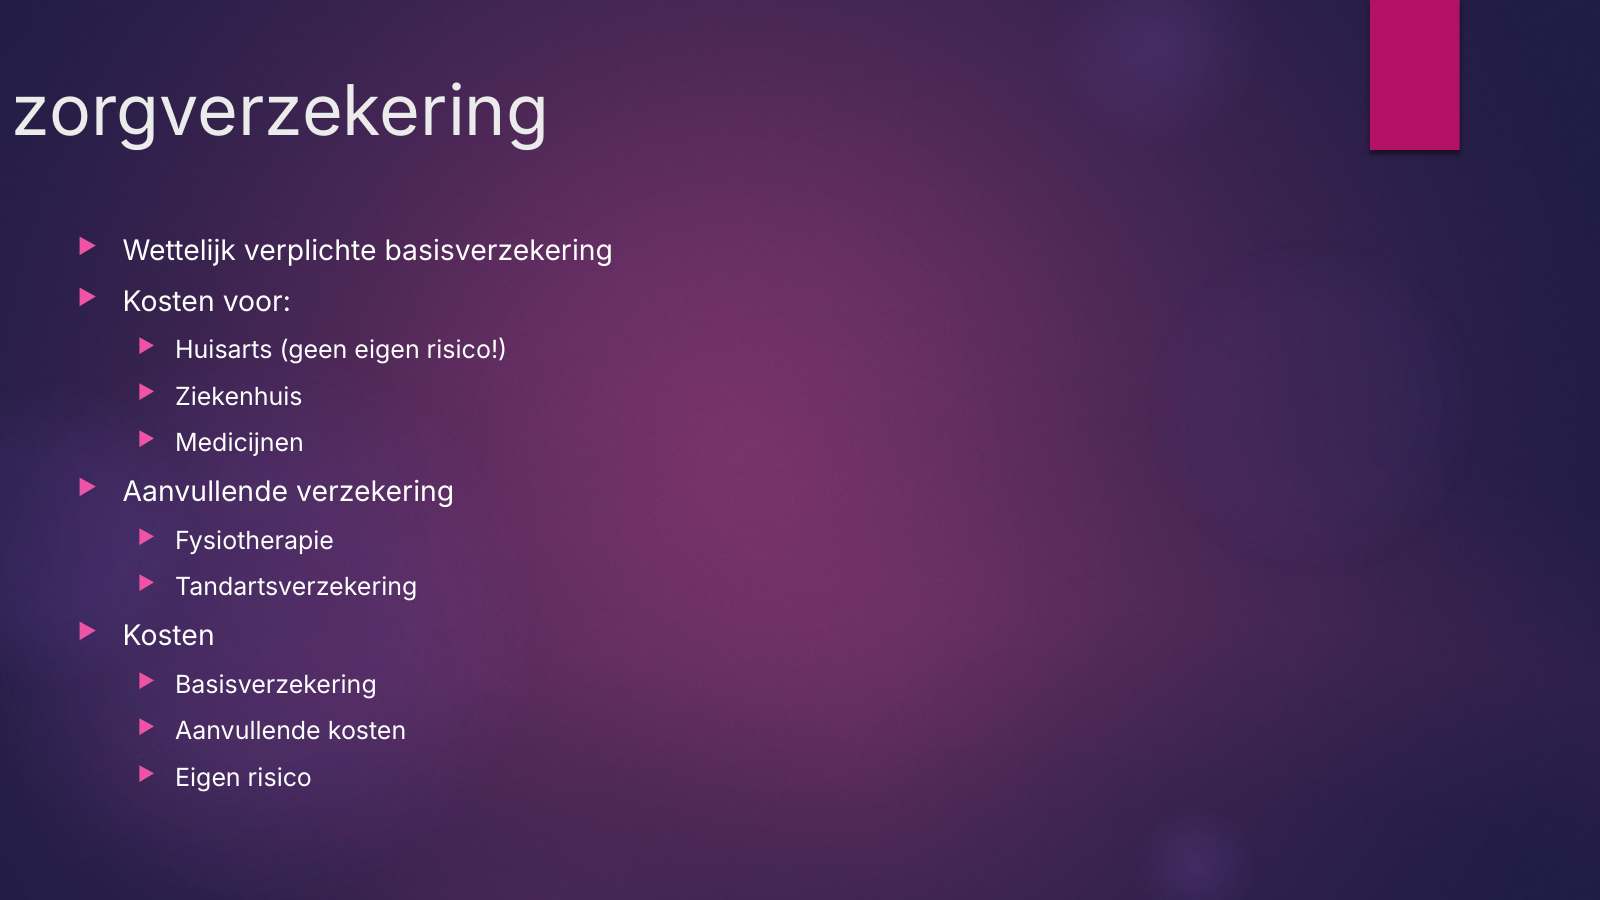 zorgverzekering
Wettelijk verplichte basisverzekering
Kosten voor:
Huisarts (geen eigen risico!)
Ziekenhuis
Medicijnen
Aanvullende verzekering
Fysiotherapie
Tandartsverzekering
Kosten
Basisverzekering
Aanvullende kosten
Eigen risico